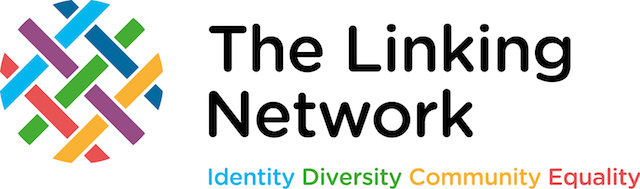 The Linking
Network
Identity Diversity Community Equality